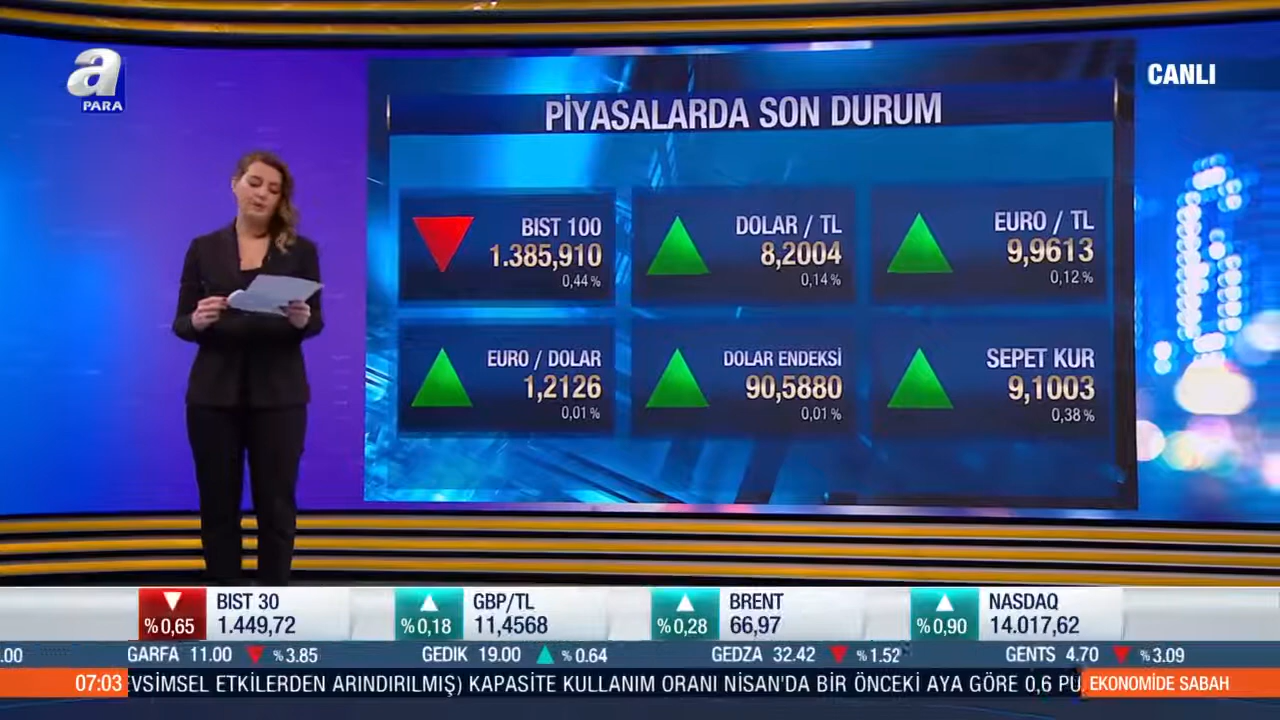 a
PARA
CANLI
PİYASALARDA SON DURUM
BIST 100
1.385,910
0,44 %
DOLAR / TL
8,2004
0,14 %
EURO / TL
9,9613
0,12 %
EURO / DOLAR
1,2126
0,01 %
DOLAR ENDEKSİ
90,5880
0,01 %
SEPET KUR
9,1003
0,38 %
% 0,65
BIST 30
1.449,72
% 0,18
GBP/TL
11,4568
% 0,28
BRENT
66,97
% 0,90
NASDAQ
14.017,62
.00 GARFA 11.00 % 3.85 GEDIK 19.00 % 0.64 GEDZA 32.42 % 1.52 GENTS 4.70 % 3.09
07:03 EVSİMSEL ETKİLERDEN ARINDIRILMIŞ) KAPASİTE KULLANIM ORANI NİSAN'DA BİR ÖNCEKİ AYA GÖRE 0,6 PU EKONOMİDE SABAH